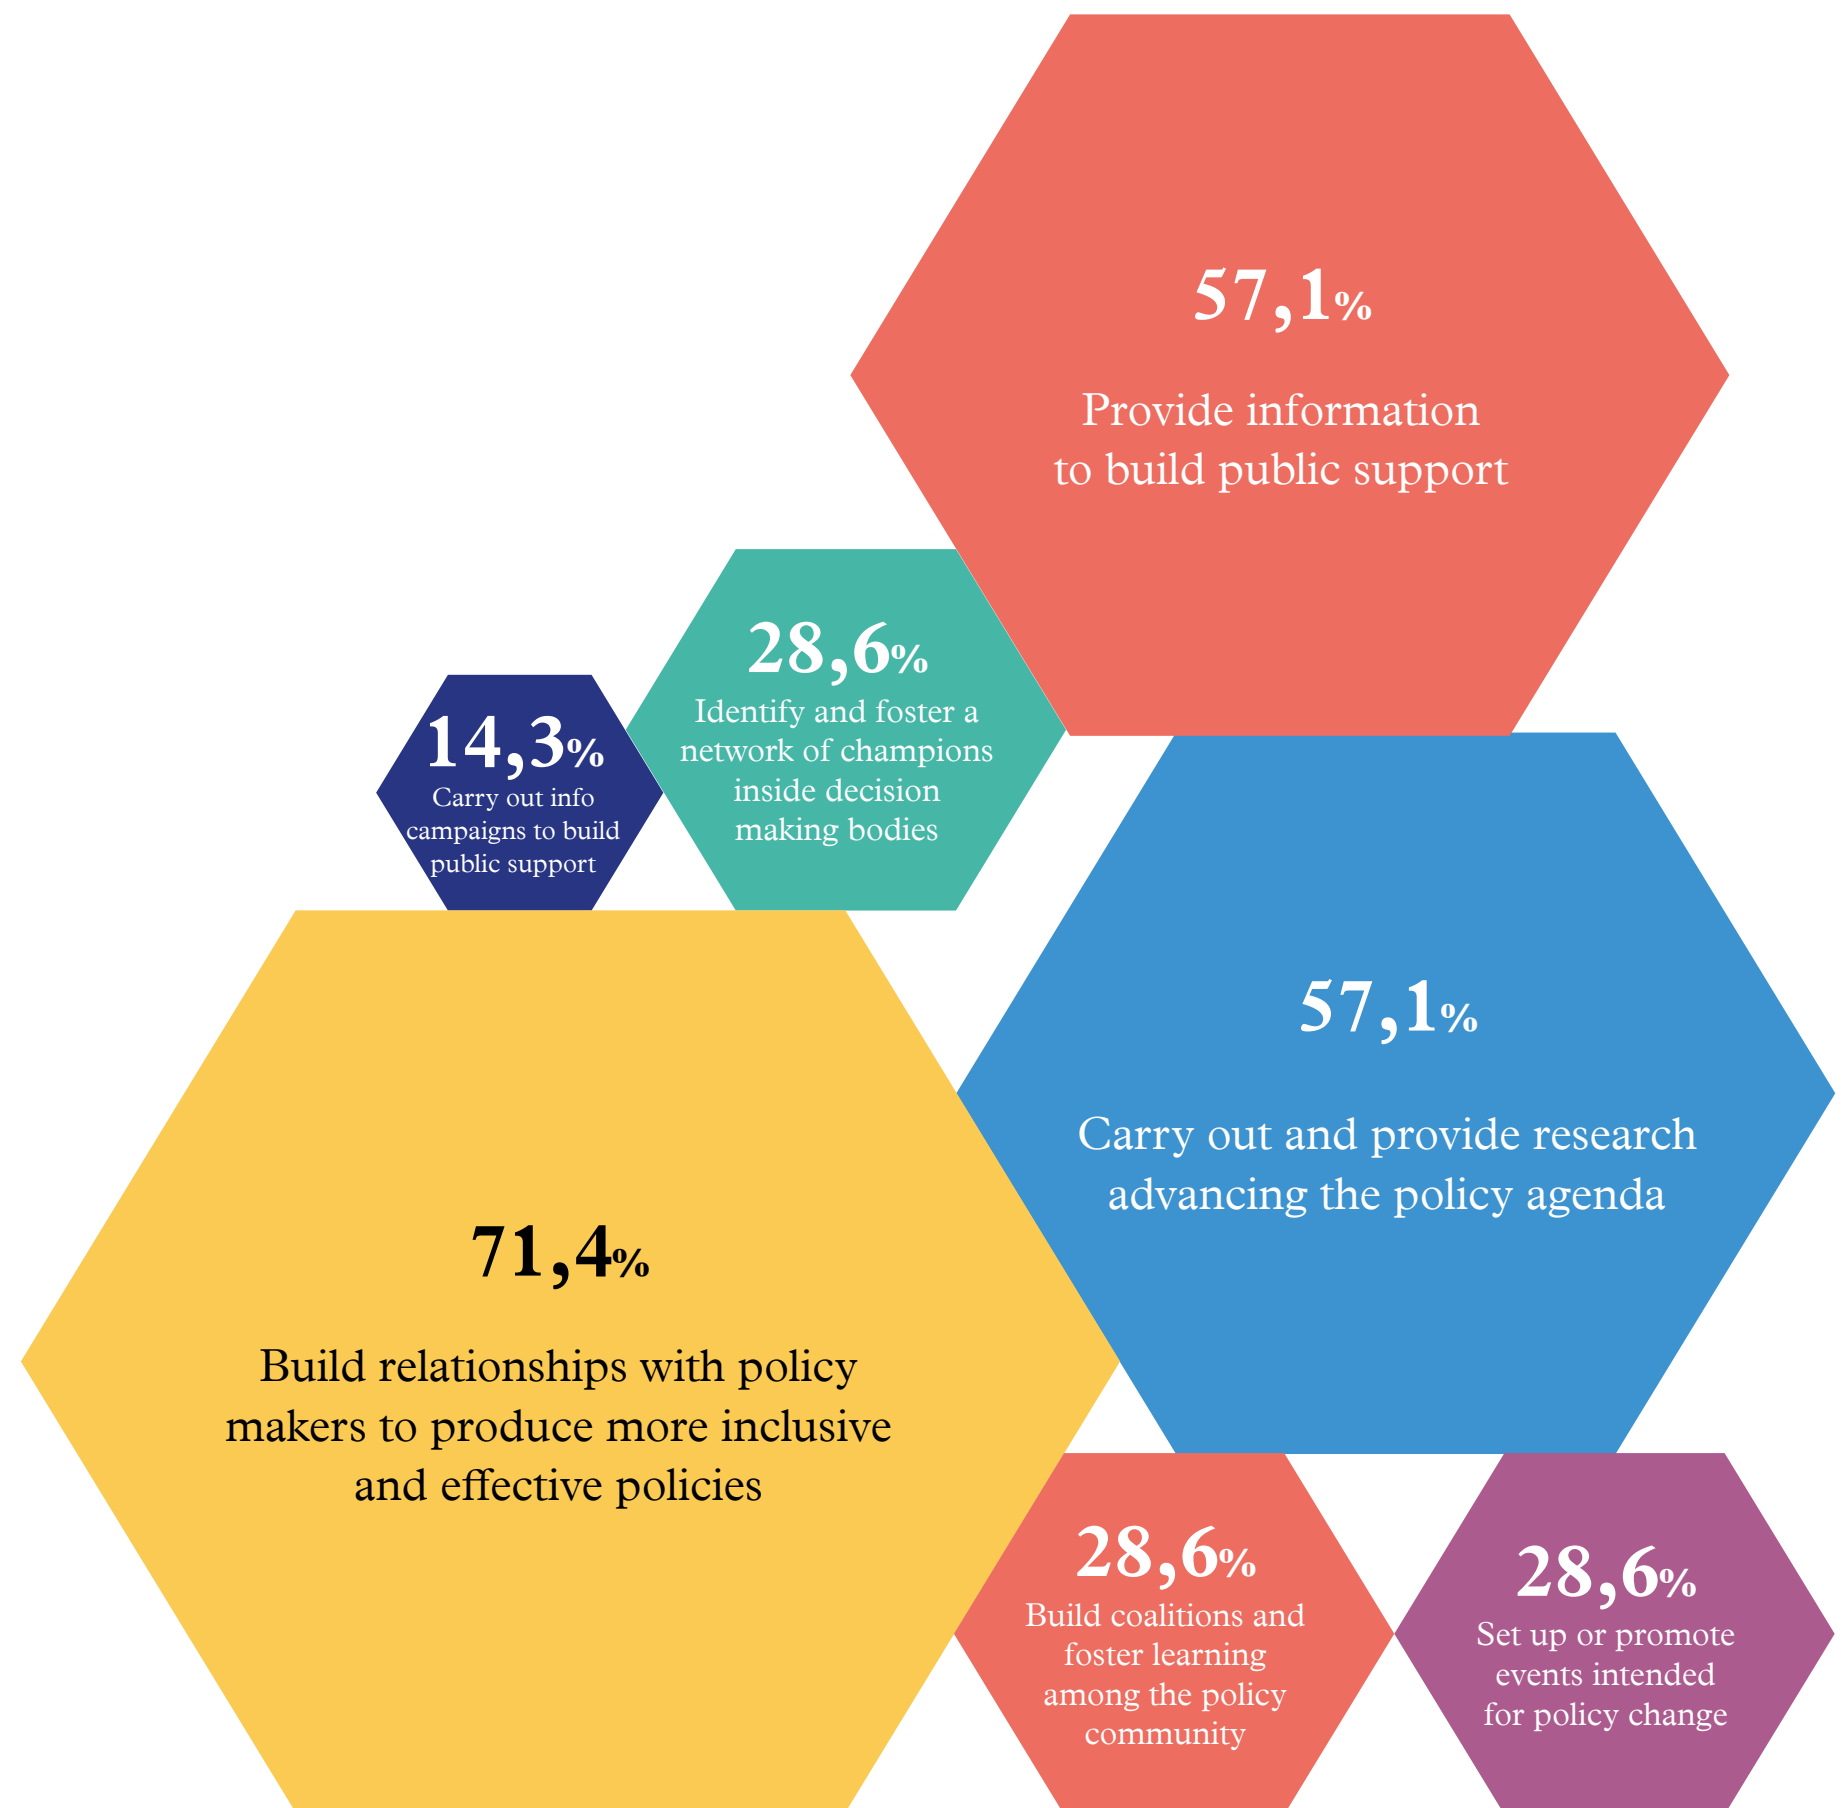 57,1%
Provide information
to build public support
28,6%
Identify and foster a
network of champions
inside decision
making bodies
14,3%
Carry out info
campaigns to build
public support
57,1%
Carry out and provide research
advancing the policy agenda
71,4%
Build relationships with policy
makers to produce more inclusive
and effective policies
28,6%
Build coalitions and
foster learning
among the policy
community
28,6%
Set up or promote
events intended
for policy change